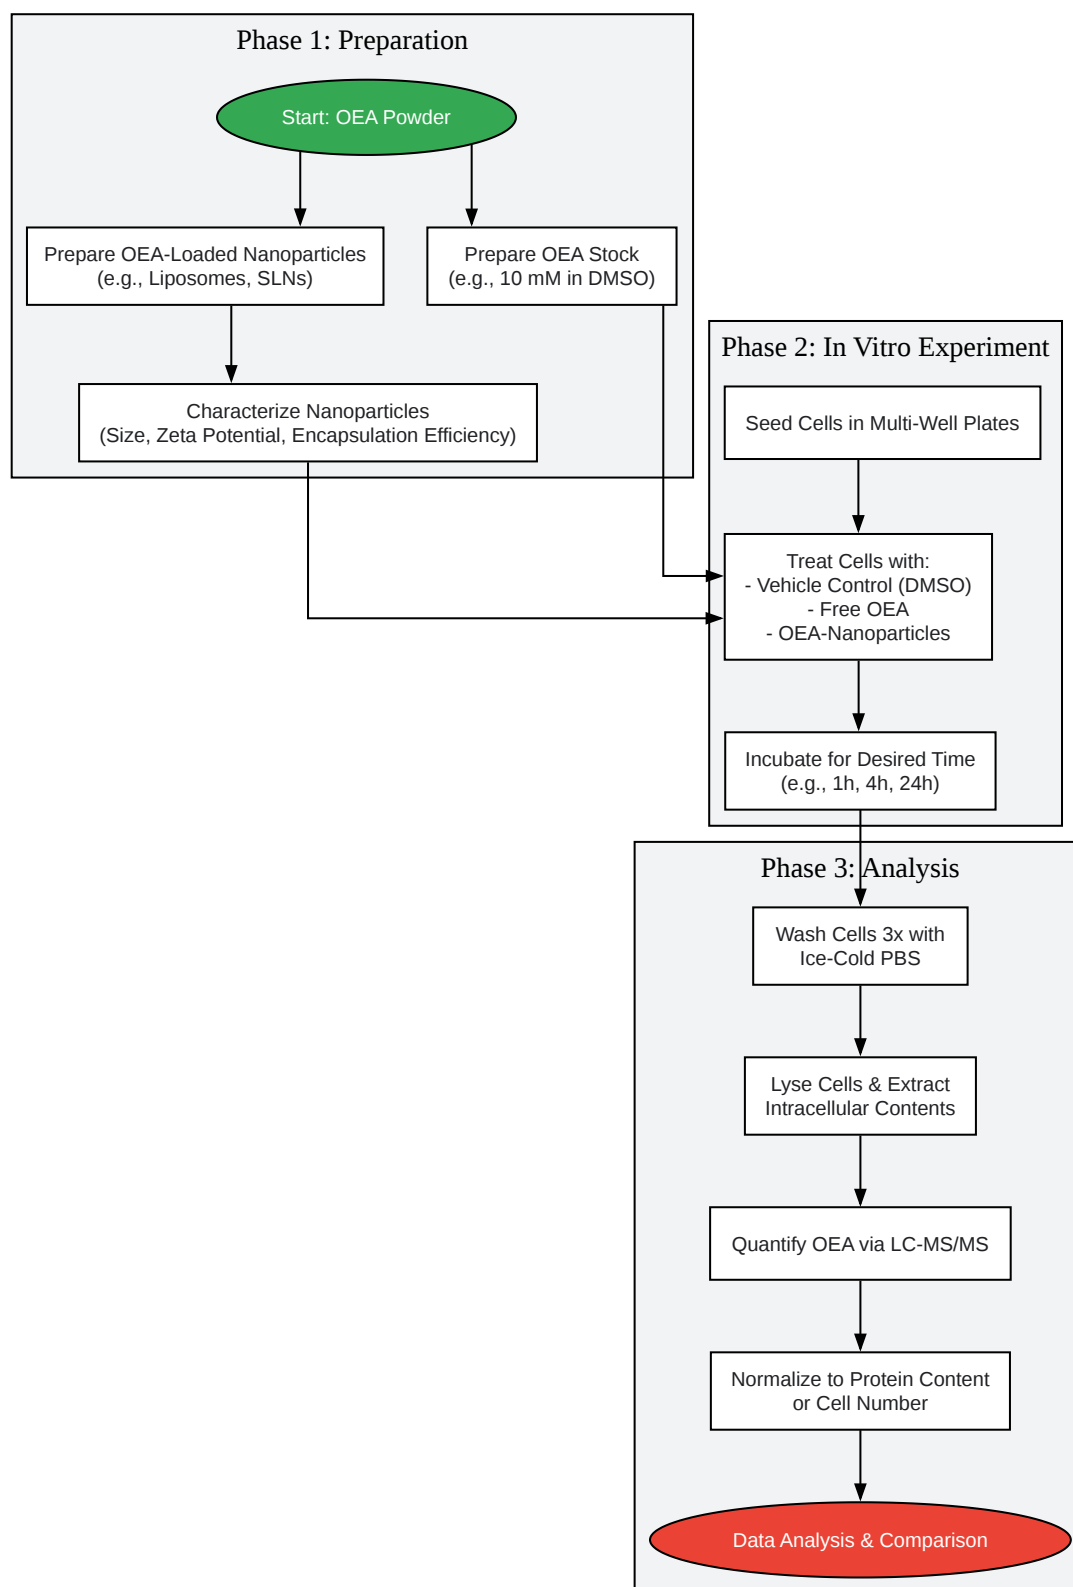 Phase 1: Preparation
Start: OEA Powder
Prepare OEA-Loaded Nanoparticles
(e.g., Liposomes, SLNs)
Prepare OEA Stock
(e.g., 10 mM in DMSO)
Characterize Nanoparticles
(Size, Zeta Potential, Encapsulation Efficiency)
Phase 2: In Vitro Experiment
Seed Cells in Multi-Well Plates
Treat Cells with:
- Vehicle Control (DMSO)
- Free OEA
- OEA-Nanoparticles
Incubate for Desired Time
(e.g., 1h, 4h, 24h)
Phase 3: Analysis
Wash Cells 3x with
Ice-Cold PBS
Lyse Cells & Extract
Intracellular Contents
Quantify OEA via LC-MS/MS
Normalize to Protein Content
or Cell Number
Data Analysis & Comparison